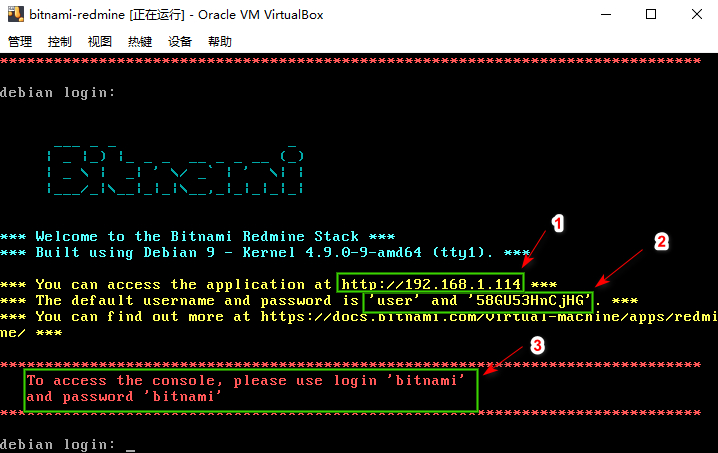 bitnami-redmine [正在运行] - Oracle VM VirtualBox
管理 控制 视图 热键 设备 帮助
*******************************************************************************
debian login:
Bitnami
*** Welcome to the Bitnami Redmine Stack ***
*** Built using Debian 9 - Kernel 4.9.0-9-amd64 (tty1). ***
1
2
*** You can access the application at http://192.168.1.114 ***
*** The default username and password is 'user' and '58GU53HnCjHG'. ***
*** You can find out more at https://docs.bitnami.com/virtual-machine/apps/redmi
ne/ ***
3
*******************************************************************************
To access the console, please use login 'bitnami'
and password 'bitnami'
*******************************************************************************
debian login: _